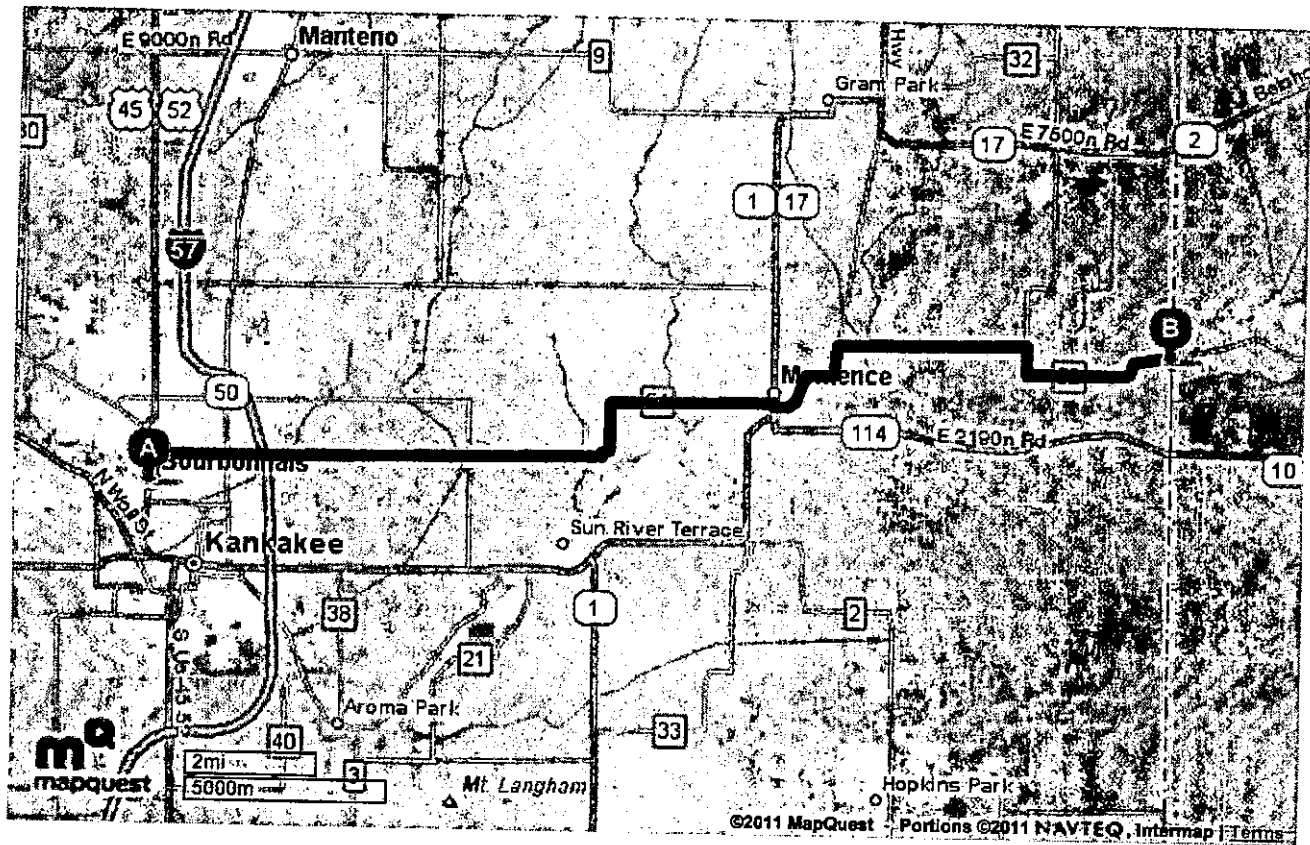 E 9000n Rd
Manteno
9
Hwy
32
45
52
Grant Park
17
E 7500n Rd
2
1
17
57
B
50
Momence
A
Bourbonnais
114
E 2190n Rd
10
N Wall St
Sun River Terrace
Kankakee
1
38
2
21
Aroma Park
33
40
mq
mapquest
2mi
5000m
3
Mt. Langham
Hopkins Park
©2011 MapQuest - Portions ©2011 NAVTEQ, Intermap | Terms